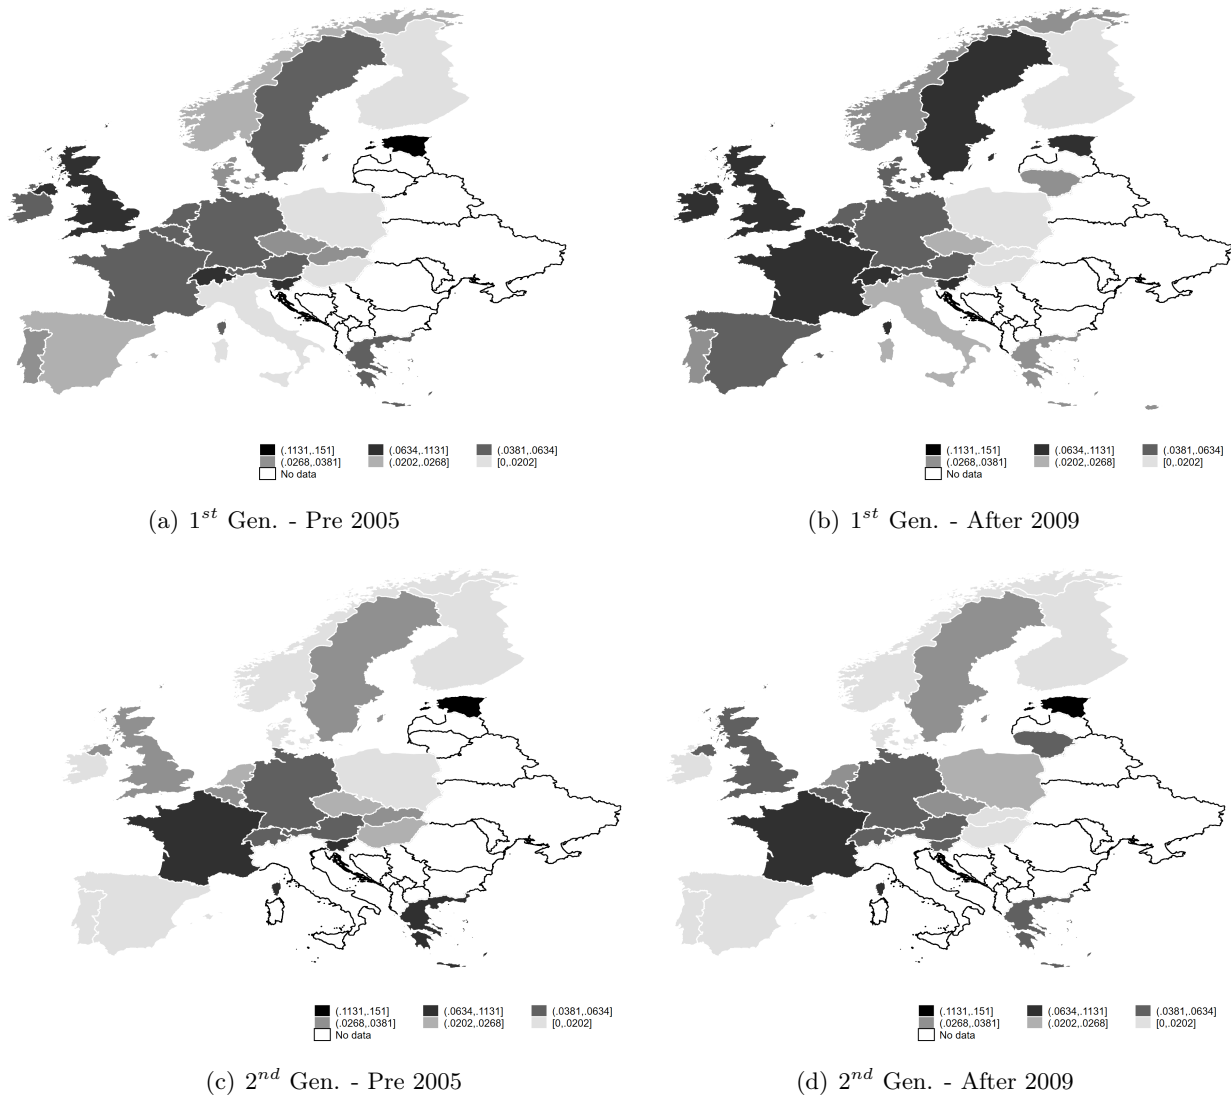 (.1131,.151] (.0634,.1131] (.0381,.0634]
(.0268,.0381] (.0202,.0268] [0,.0202]
No data
(.1131,.151] (.0634,.1131] (.0381,.0634]
(.0268,.0381] (.0202,.0268] [0,.0202]
No data
(a) 1st Gen. - Pre 2005
(b) 1st Gen. - After 2009
(.1131,.151] (.0634,.1131] (.0381,.0634]
(.0268,.0381] (.0202,.0268] [0,.0202]
No data
(.1131,.151] (.0634,.1131] (.0381,.0634]
(.0268,.0381] (.0202,.0268] [0,.0202]
No data
(c) 2nd Gen. - Pre 2005
(d) 2nd Gen. - After 2009